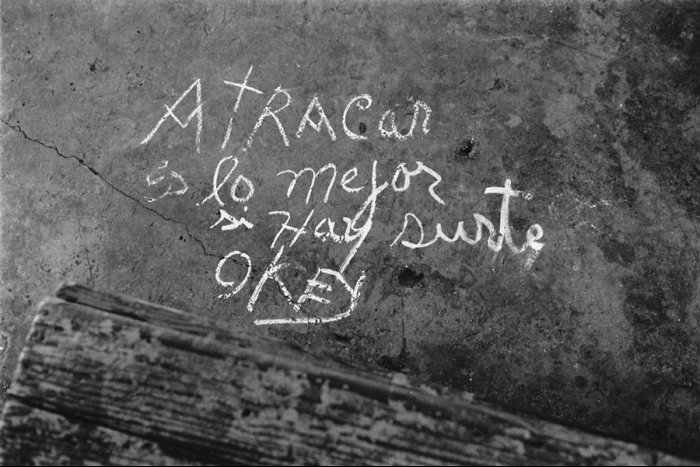 ATRACAR
es lo mejor
si Hay surte
OKEY